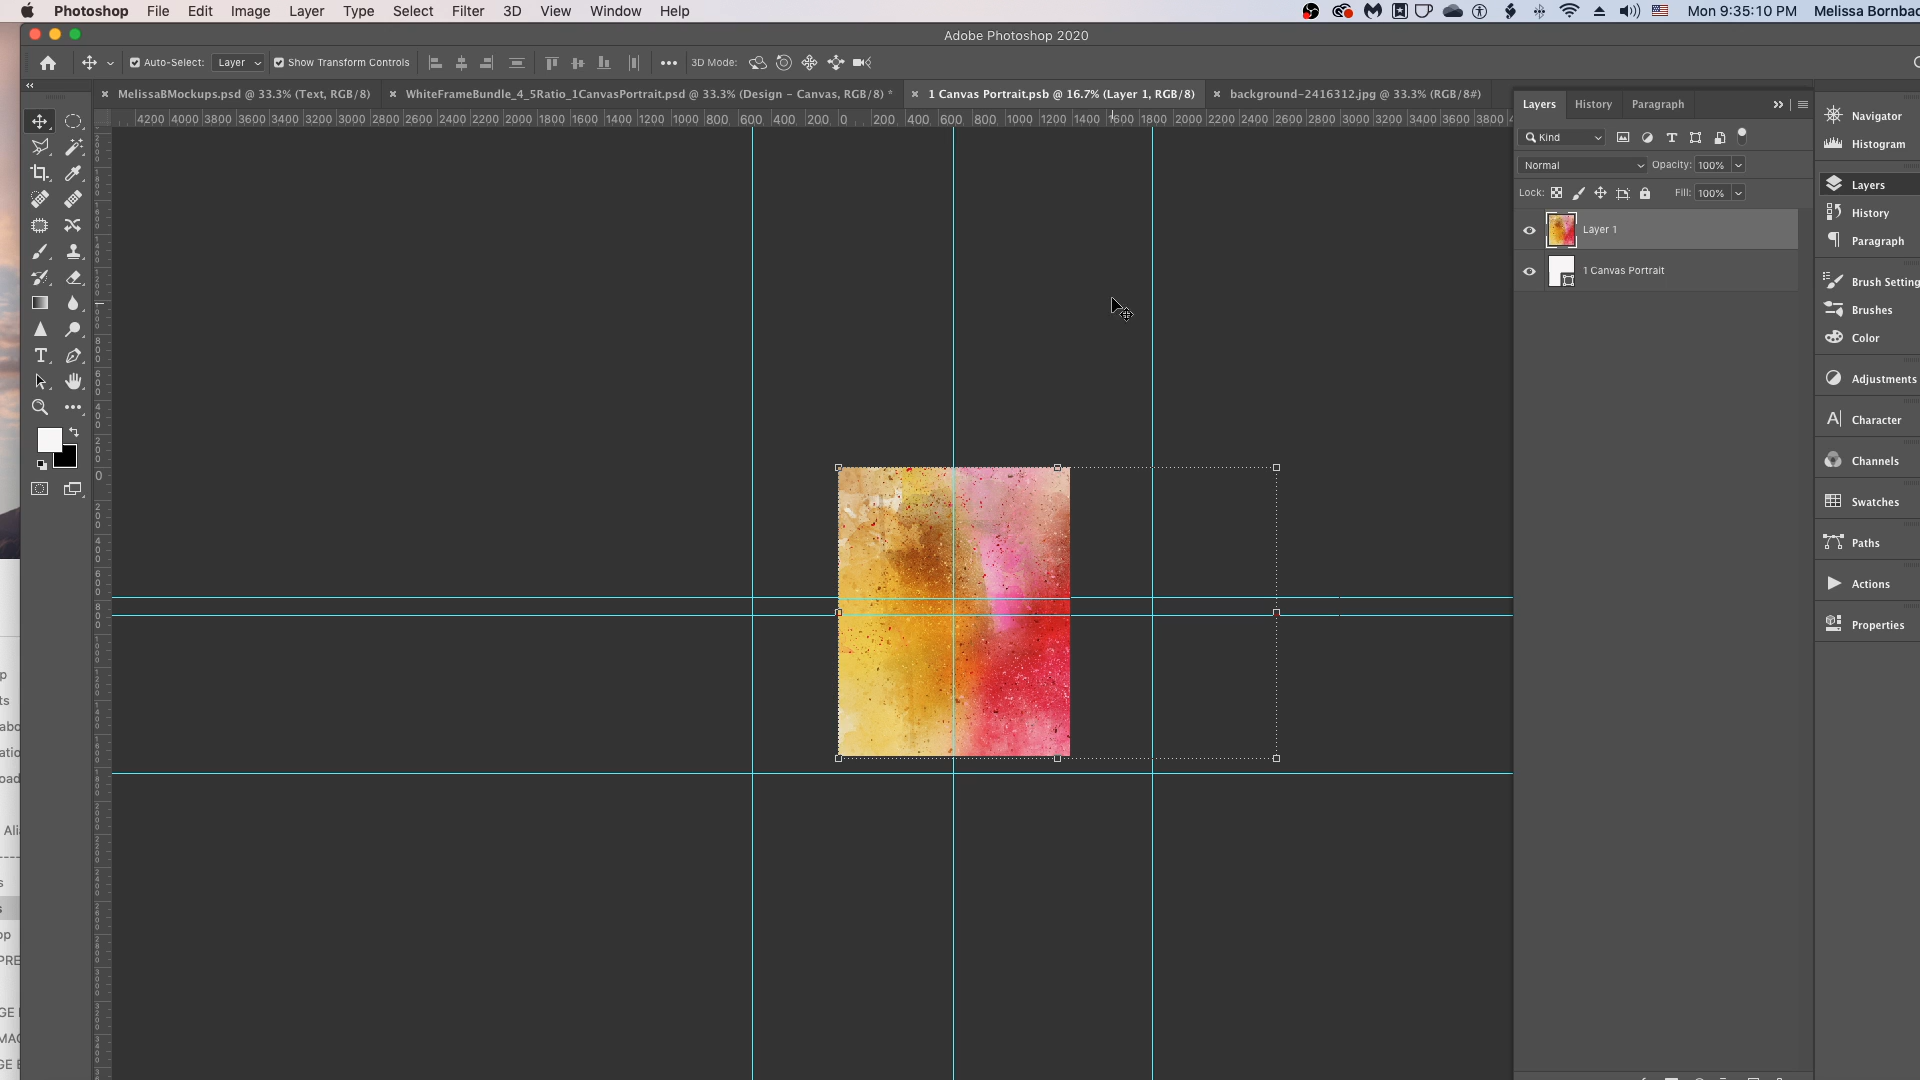 Photoshop File Edit Image Layer Type Select Filter 3D View Window Help Mon 9:35:10 PM Melissa Bornbac
Adobe Photoshop 2020
Auto-Select: Layer Show Transform Controls 3D Mode:
MelissaBMockups.psd @ 33.3% (Text, RGB/8)
WhiteFrameBundle_4_5Ratio_1CanvasPortrait.psd @ 33.3% (Design - Canvas, RGB/8) *
1 Canvas Portrait.psb @ 16.7% (Layer 1, RGB/8)
background-2416312.jpg @ 33.3% (RGB/8#)
4200 4000 3800 3600 3400 3200 3000 2800 2600 2400 2200 2000 1800 1600 1400 1200 1000 800 600 400 200 0 200 400 600 800 1000 1200 1400 1600 1800 2000 2200 2400 2600 2800 3000 3200 3400 3600 3800 4
Layers History Paragraph
Kind
Normal Opacity: 100%
Lock: Fill: 100%
Layer 1
1 Canvas Portrait
Navigator
Histogram
Layers
History
Paragraph
Brush Setting
Brushes
Color
Adjustments
Character
Channels
Swatches
Paths
Actions
Properties